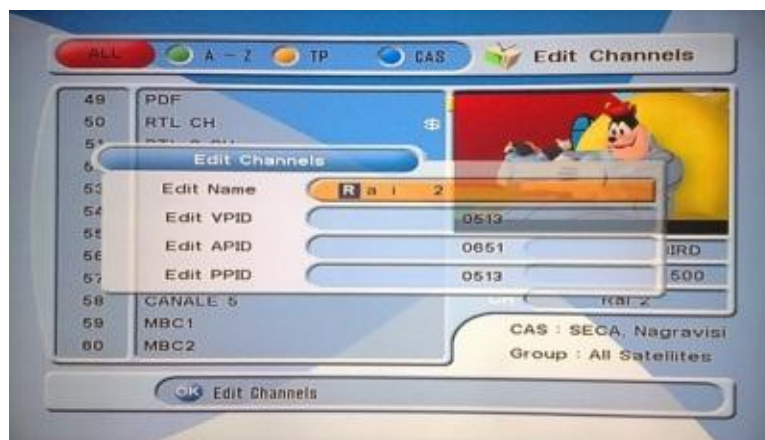 ALL A - Z TP CAS Edit Channels
49 PDF
50 RTL CH $
Edit Channels
53 Edit Name Rai 2
54 Edit VPID 0513
55
56 Edit APID 0651 IRD
57 Edit PPID 0513 500
58 CANALE 5 Rai 2
59 MBC1
60 MBC2
CAS : SECA, Nagravisi
Group : All Satellites
OK Edit Channels